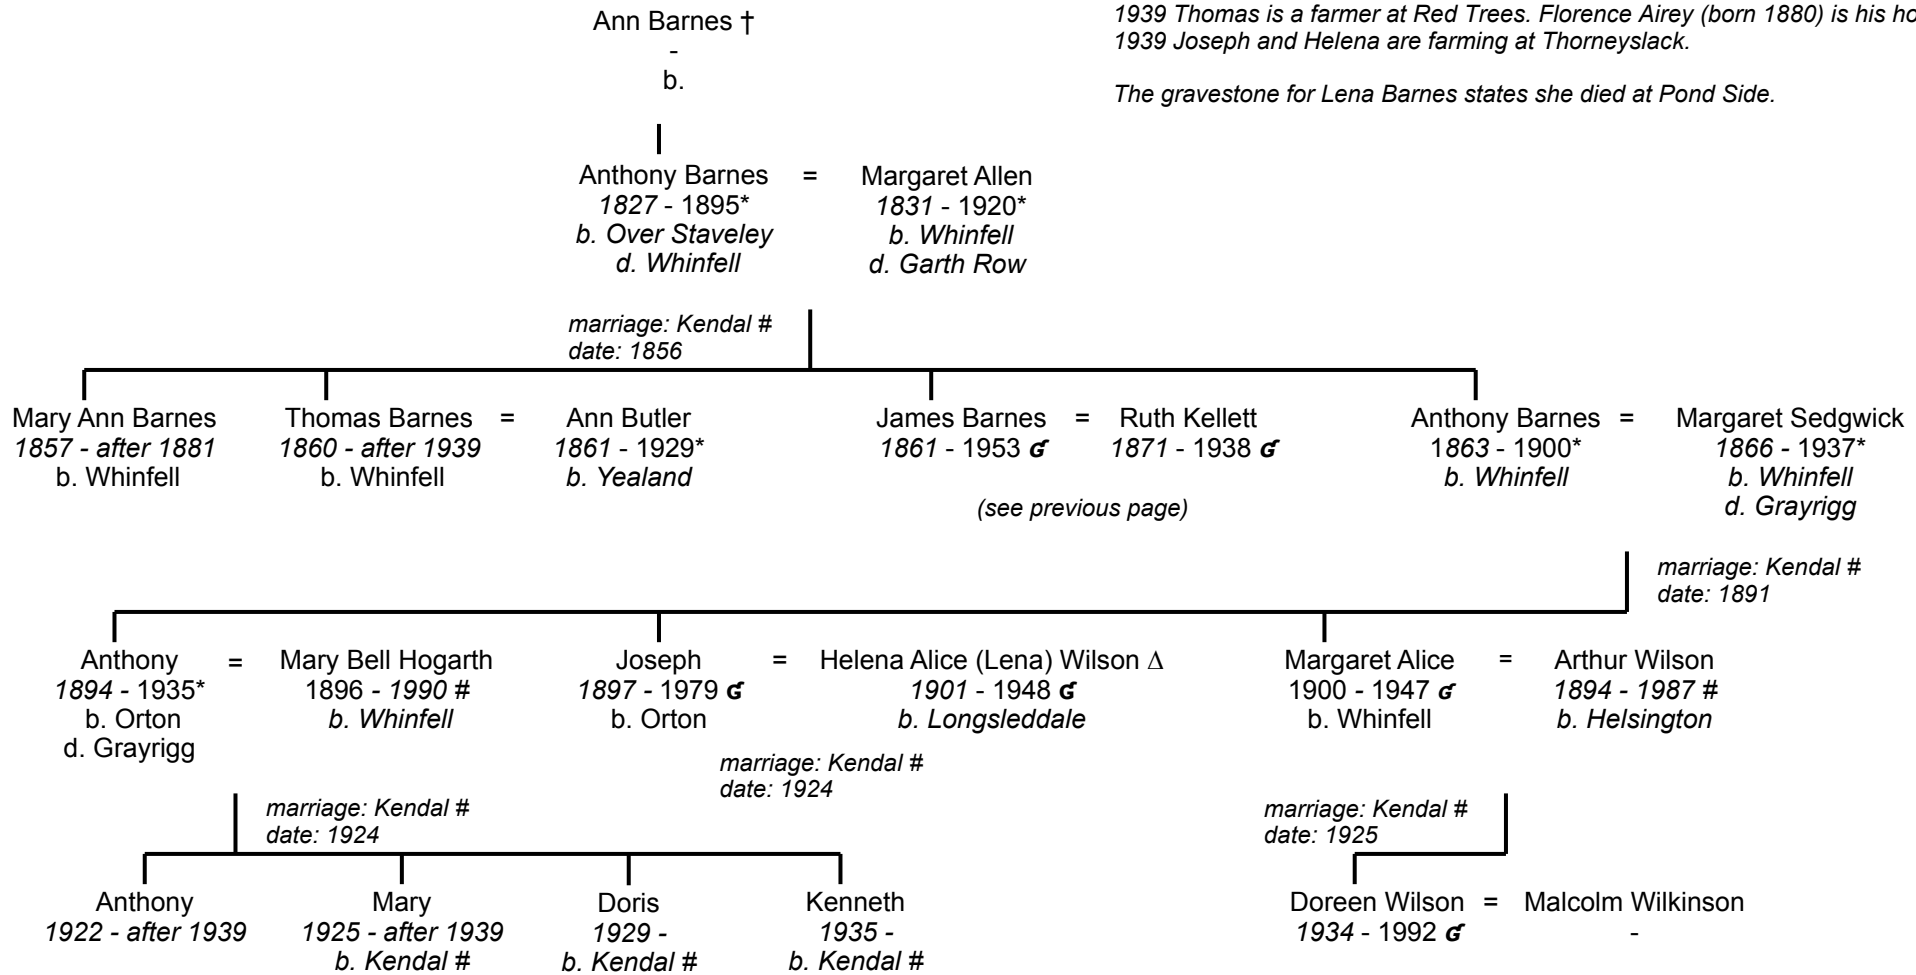 Ann Barnes †
-
b.
1939 Thomas is a farmer at Red Trees. Florence Airey (born 1880) is his
1939 Joseph and Helena are farming at Thorneyslack.
The gravestone for Lena Barnes states she died at Pond Side.
Anthony Barnes = Margaret Allen
1827 - 1895* 1831 - 1920*
b. Over Staveley b. Whinfell
d. Whinfell d. Garth Row
marriage: Kendal #
date: 1856
Mary Ann Barnes Thomas Barnes = Ann Butler James Barnes = Ruth Kellett Anthony Barnes = Margaret Sedgwick
1857 - after 1881 1860 - after 1939 1861 - 1929* 1861 - 1953 G 1871 - 1938 G 1863 - 1900* 1866 - 1937*
b. Whinfell b. Whinfell b. Yealand b. Whinfell b. Whinfell
(see previous page) d. Grayrigg
marriage: Kendal #
date: 1891
Anthony = Mary Bell Hogarth Joseph = Helena Alice (Lena) Wilson Δ Margaret Alice = Arthur Wilson
1894 - 1935* 1896 - 1990 # 1897 - 1979 G 1901 - 1948 G 1900 - 1947 G 1894 - 1987 #
b. Orton b. Whinfell b. Orton b. Longsleddale b. Whinfell b. Helsington
d. Grayrigg
marriage: Kendal #
date: 1924
marriage: Kendal #
date: 1924
marriage: Kendal #
date: 1925
Anthony Mary Doris Kenneth Doreen Wilson = Malcolm Wilkinson
1922 - after 1939 1925 - after 1939 1929 - 1935 - 1934 - 1992 G -
b. Kendal # b. Kendal # b. Kendal #